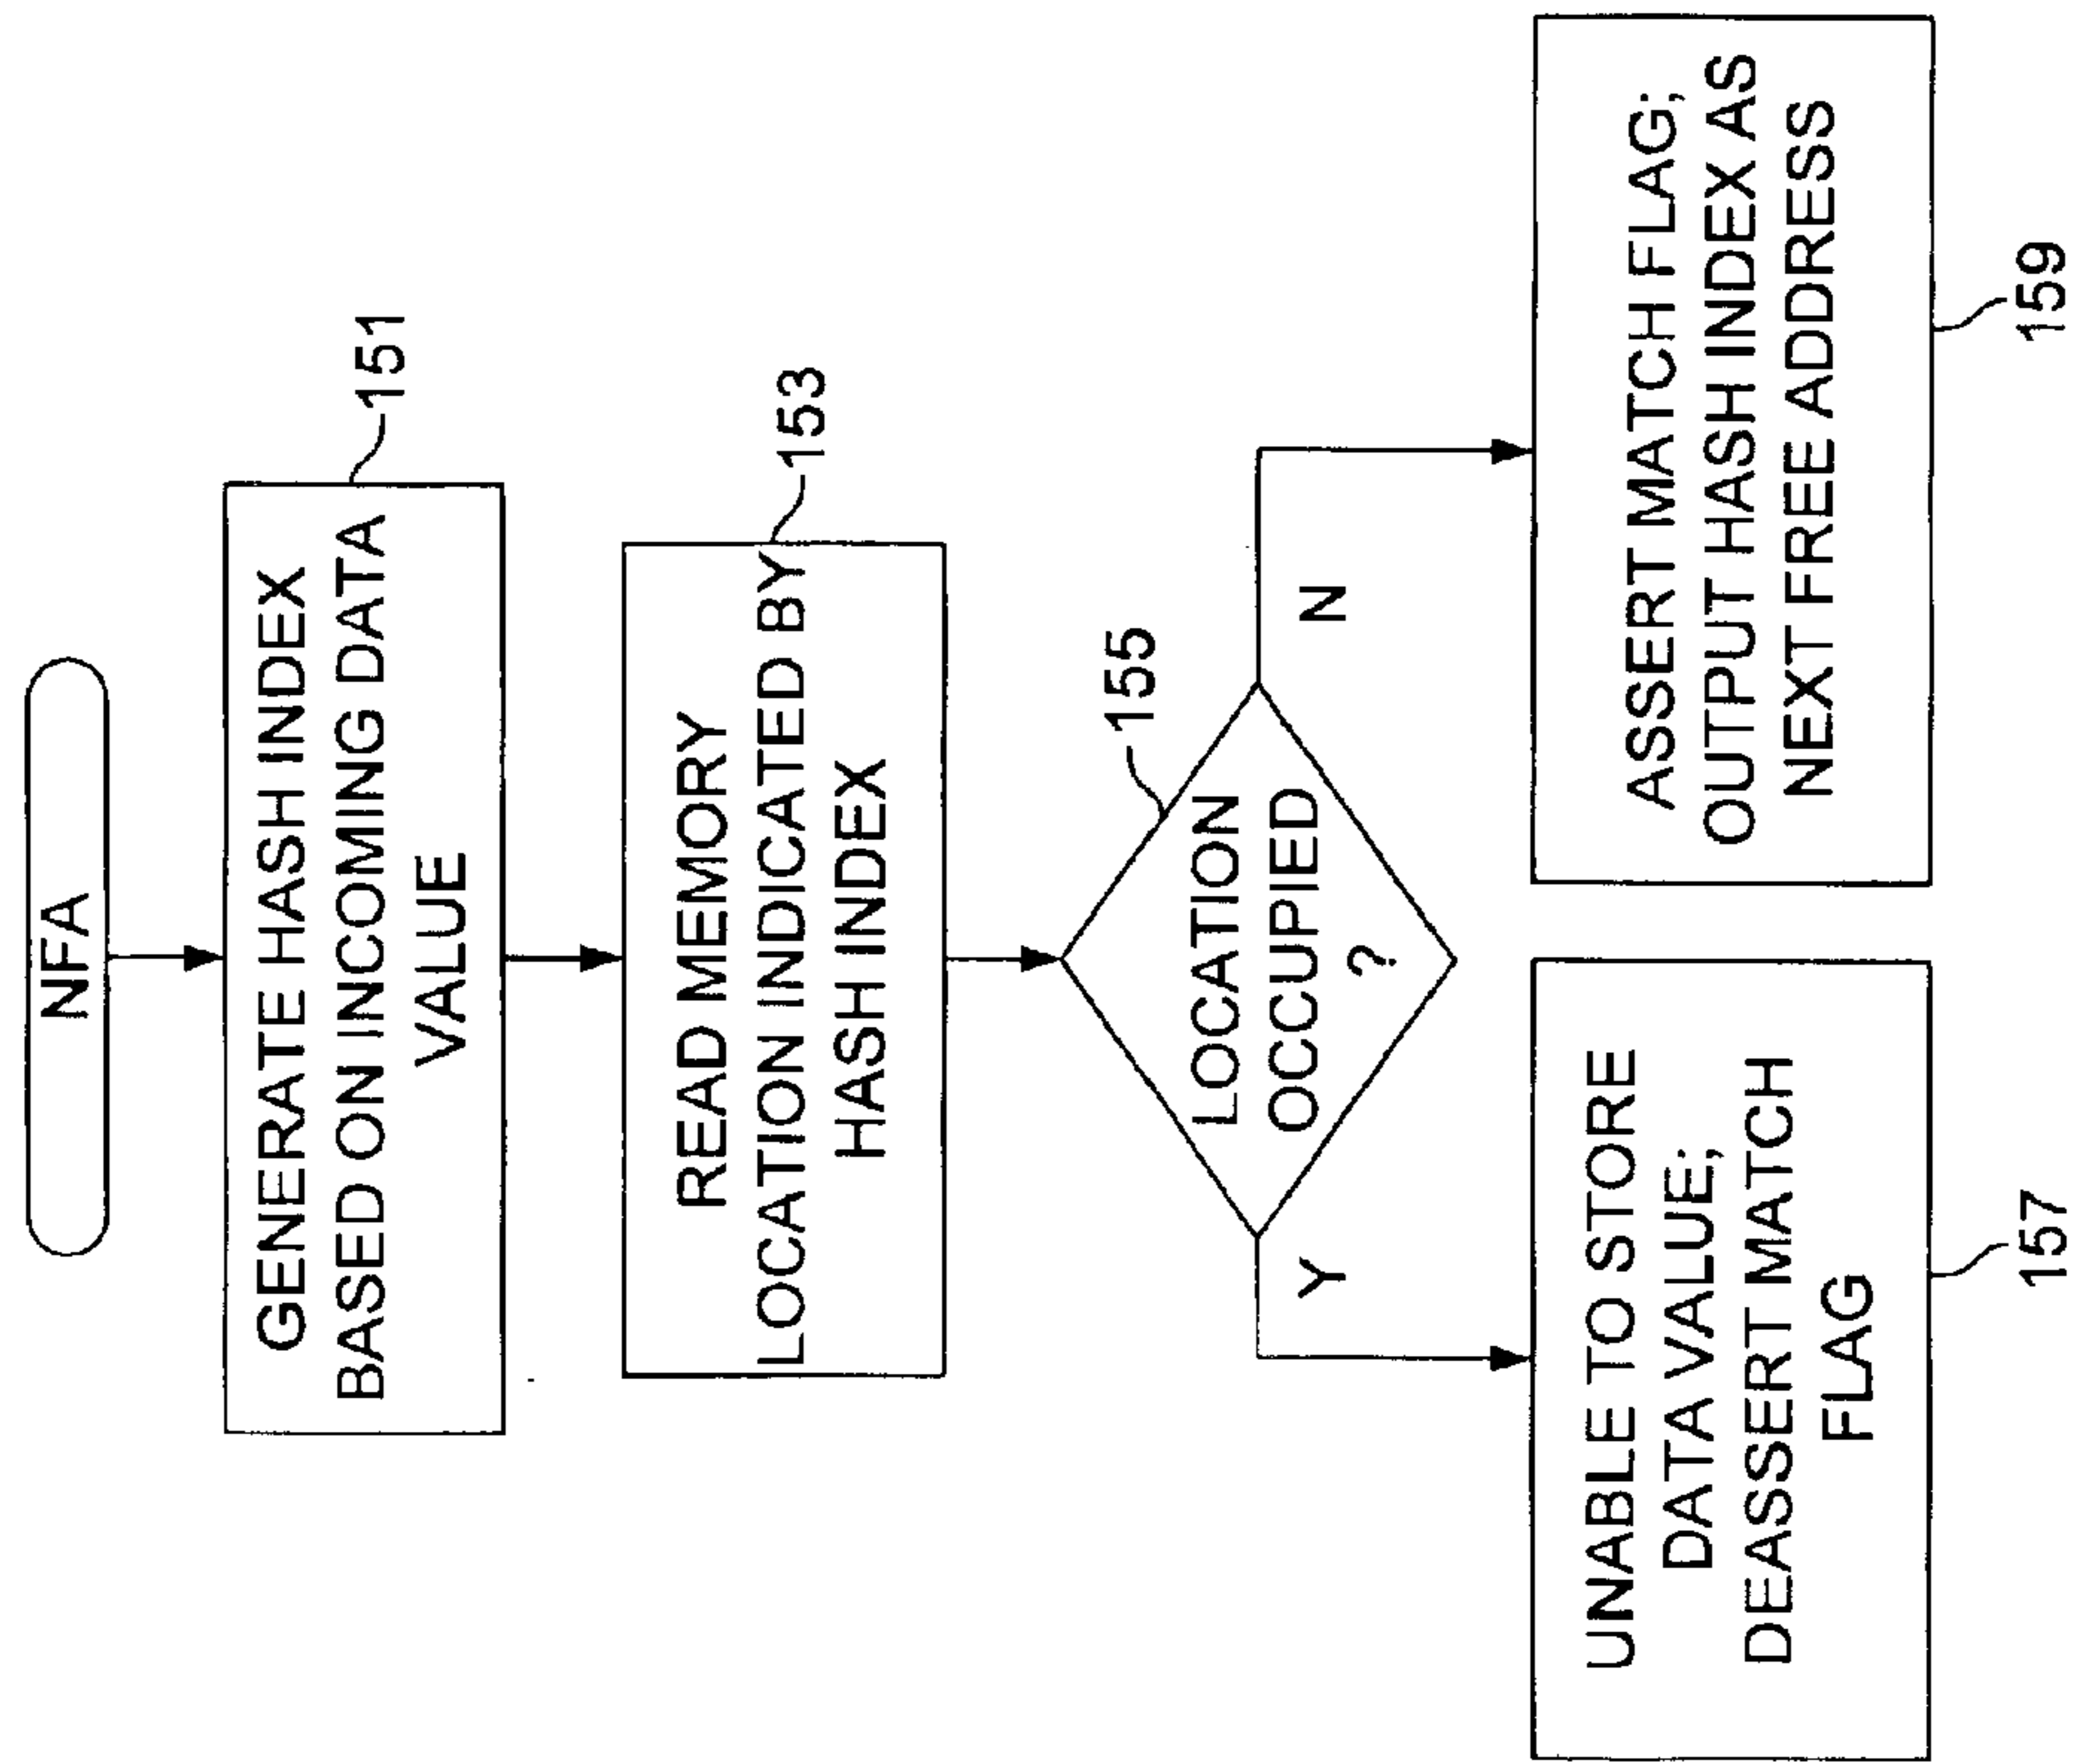 NFA
GENERATE HASH INDEX
BASED ON INCOMING DATA
VALUE
151
READ MEMORY
LOCATION INDICATED BY
HASH INDEX
153
LOCATION
OCCUPIED
?
155
Y
N
UNABLE TO STORE
DATA VALUE;
DEASSERT MATCH
FLAG
157
ASSERT MATCH FLAG;
OUTPUT HASH INDEX AS
NEXT FREE ADDRESS
159